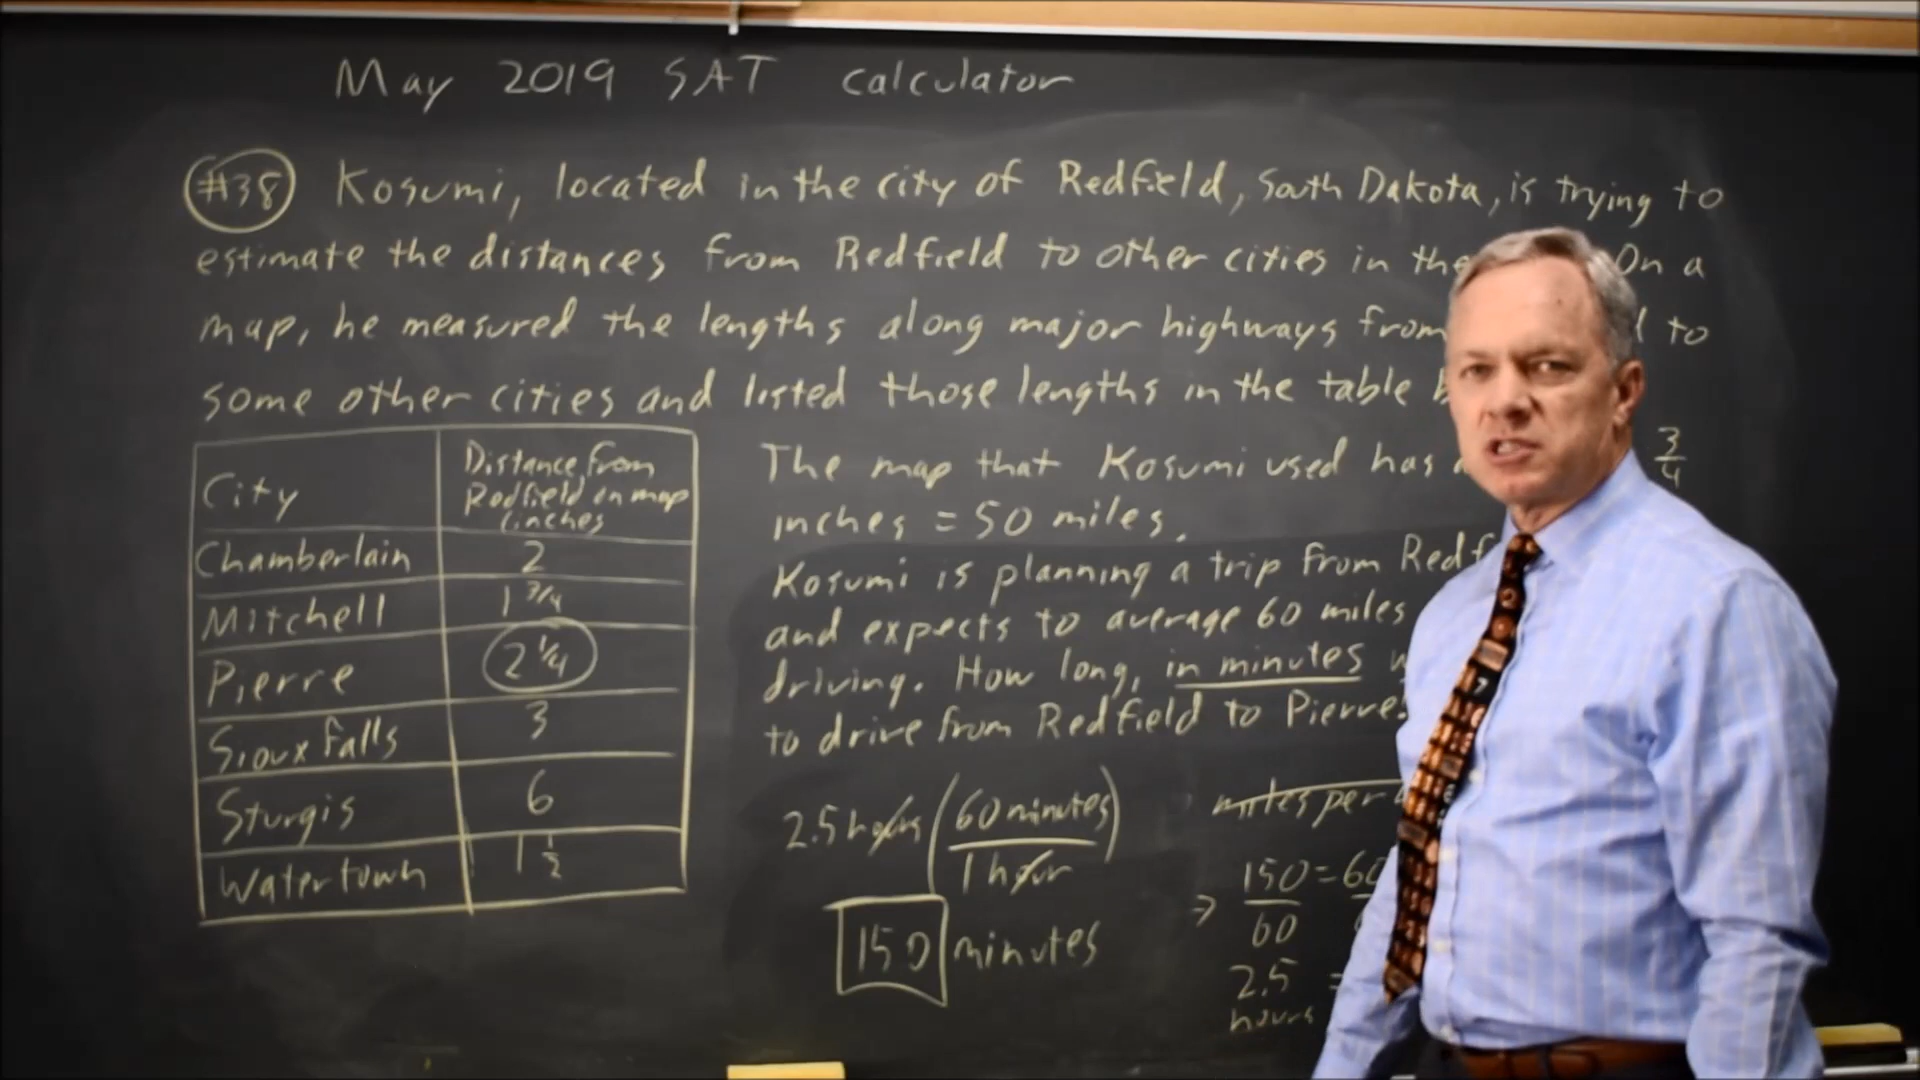 May 2019 SAT calculator
#38 Kosumi, located in the city of Redfield, South Dakota, is trying to
estimate the distances from Redfield to other cities in the On a
map, he measured the lengths along major highways from to
some other cities and listed those lengths in the table
City
Distance from
Redfield on map
(inches
Chamberlain 2
Mitchell 1 3/4
Pierre 2 1/4
Sioux falls 3
Sturgis 6
Watertown 1 1/2
The map that Kosumi used has 3/4
inches = 50 miles.
Kosumi is planning a trip from Redf
and expects to average 60 miles
driving. How long, in minutes
to drive from Redfield to Pierre?
2.5 hours (60 minutes
1 hour)
150 minutes
miles per
⇒ 150 = 60
60
2.5 =
hours